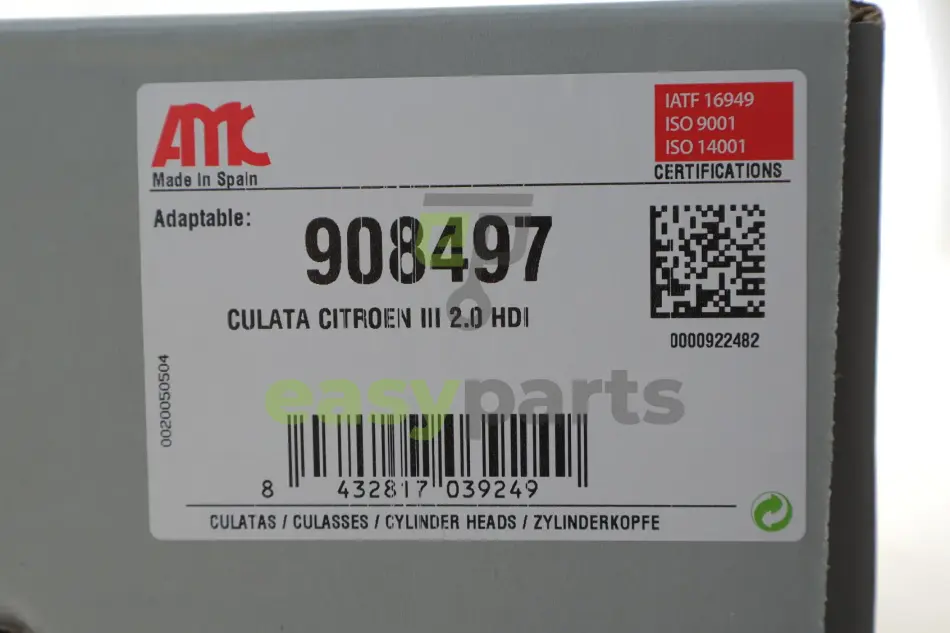 AMC
Made In Spain
IATF 16949
ISO 9001
ISO 14001
CERTIFICATIONS
Adaptable:
908497
CULATA CITROEN III 2.0 HDI
0000922482
0020050504
easyparts
8 432817 039249
CULATAS / CULASSES / CYLINDER HEADS / ZYLINDERKOPFE